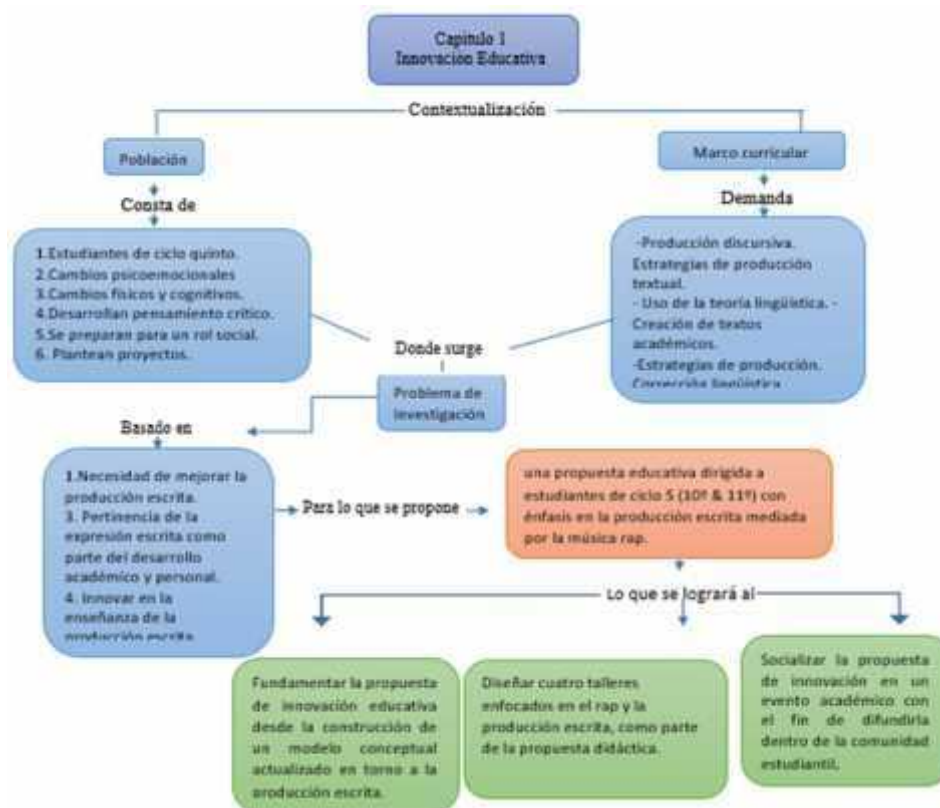 Capitulo 1
Innovación Educativa
Contextualización
Población
Marco curricular
Consta de
Demanda
1.Estudiantes de ciclo quinto.
2.Cambios psicoemocionales
3.Cambios físicos y cognitivos.
4.Desarrollan pensamiento crítico.
5.Se preparan para un rol social.
6. Plantean proyectos.
-Producción discursiva.
Estrategias de producción
textual.
- Uso de la teoría lingüística. -
Creación de textos
académicos.
-Estrategias de producción.
Corrección lingüística
Donde surge
Problema de
investigación
Basado en
1.Necesidad de mejorar la
producción escrita.
3. Pertinencia de la
expresión escrita como
parte del desarrollo
académico y personal.
4. Innovar en la
enseñanza de la
producción escrita
Para lo que se propone
una propuesta educativa dirigida a
estudiantes de ciclo 5 (10º & 11º) con
énfasis en la producción escrita mediada
por la música rap.
Lo que se logrará al
Fundamentar la propuesta
de innovación educativa
desde la construcción de
un modelo conceptual
actualizado en torno a la
producción escrita.
Diseñar cuatro talleres
enfocados en el rap y la
producción escrita, como
parte de la propuesta didáctica.
Socializar la propuesta
de innovación en un
evento académico con
el fin de difundirla
dentro de la comunidad
estudiantil.